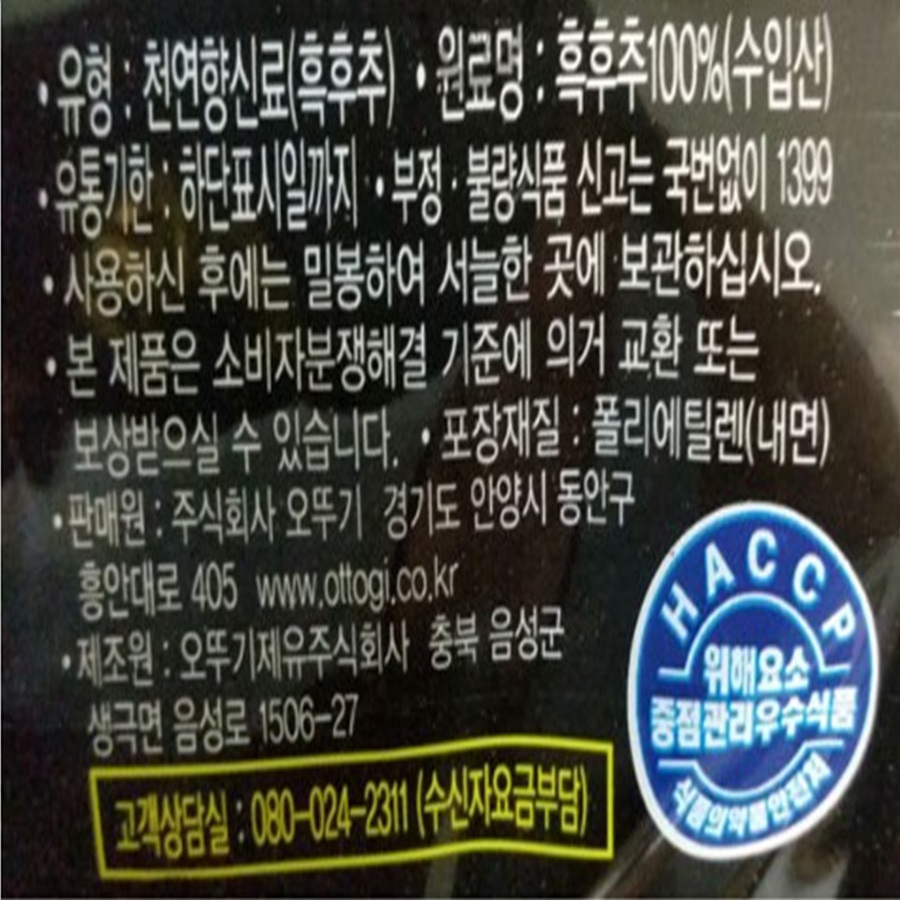 • 유형 : 천연향신료(흑후추) • 원료명 : 흑후추100%(수입산)
• 유통기한 : 하단표시일까지 • 부정 · 불량식품 신고는 국번없이 1399
• 사용하신 후에는 밀봉하여 서늘한 곳에 보관하십시오.
• 본 제품은 소비자분쟁해결 기준에 의거 교환 또는
보상받으실 수 있습니다. • 포장재질 : 폴리에틸렌(내면)
• 판매원 : 주식회사 오뚜기 경기도 안양시 동안구
흥안대로 405 www.ottogi.co.kr
• 제조원 : 오뚜기제유주식회사 충북 음성군
생극면 음성로 1506-27
고객상담실 : 080-024-2311 (수신자요금부담)
HACCP
위해요소
중점관리우수식품
식품의약품안전처